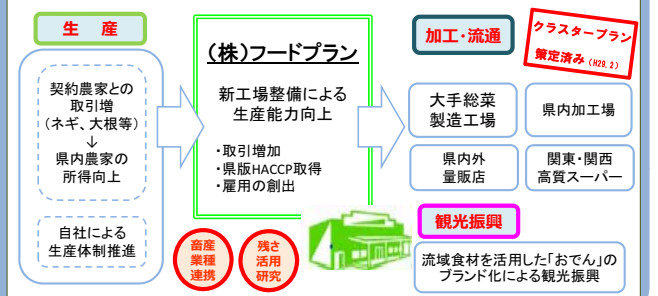 生 産
契約農家との
取引増
(ネギ、大根等)
↓
県内農家の
所得向上
自社による
生産体制推進
(株)フードプラン
新工場整備による
生産能力向上
・取引増加
・県版HACCP取得
・雇用の創出
畜産
業種
連携
残さ
活用
研究
加工・流通
クラスタープラン
策定済み(H29.2)
大手総菜
製造工場
県内加工場
県内外
量販店
関東・関西
高質スーパー
観光振興
流域食材を活用した「おでん」の
ブランド化による観光振興